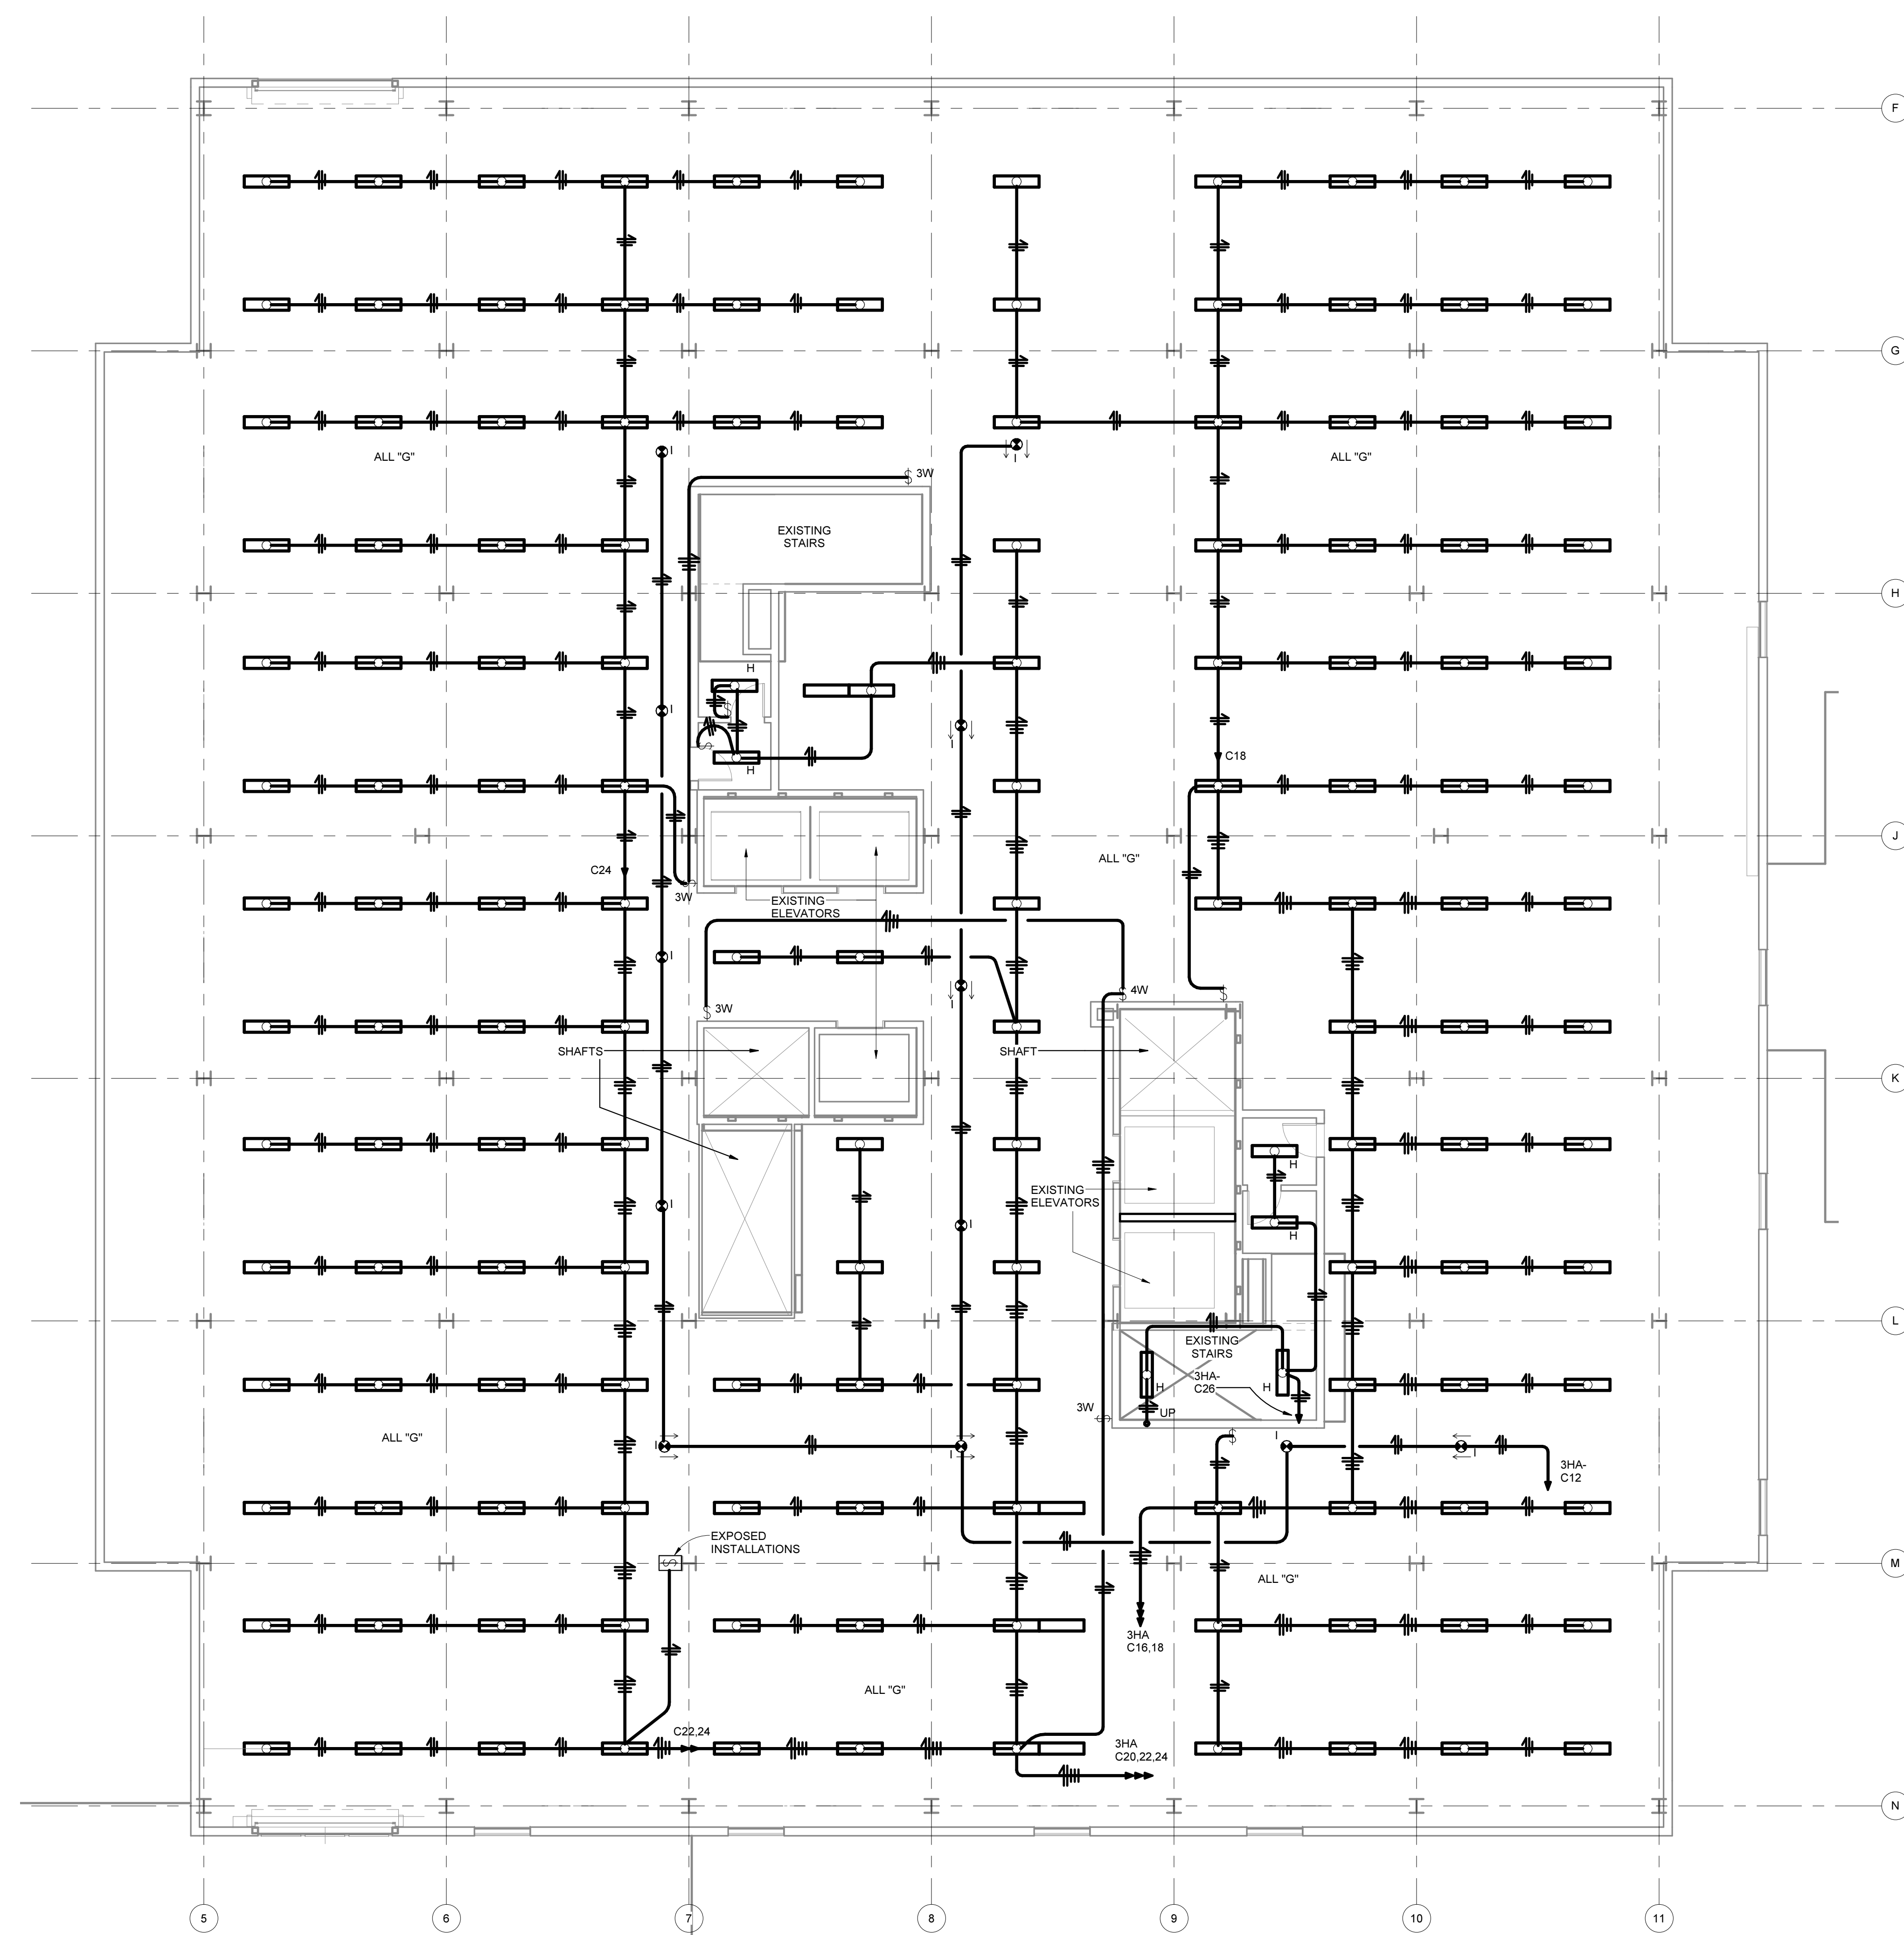 F
G
ALL "G"
ALL "G"
I
I
3W
EXISTING
STAIRS
H
H
I
H
I
C18
J
ALL "G"
C24
3W
EXISTING
ELEVATORS
I
4W
I
3W
SHAFTS
SHAFT
K
H
EXISTING
ELEVATORS
I
I
H
L
EXISTING
STAIRS
3HA-
C26
H
H
3W
UP
ALL "G"
I
I
I
I
3HA-
C12
EXPOSED
INSTALLATIONS
M
ALL "G"
3HA
C16,18
ALL "G"
C22,24
3HA
C20,22,24
N
5
6
7
8
9
10
11